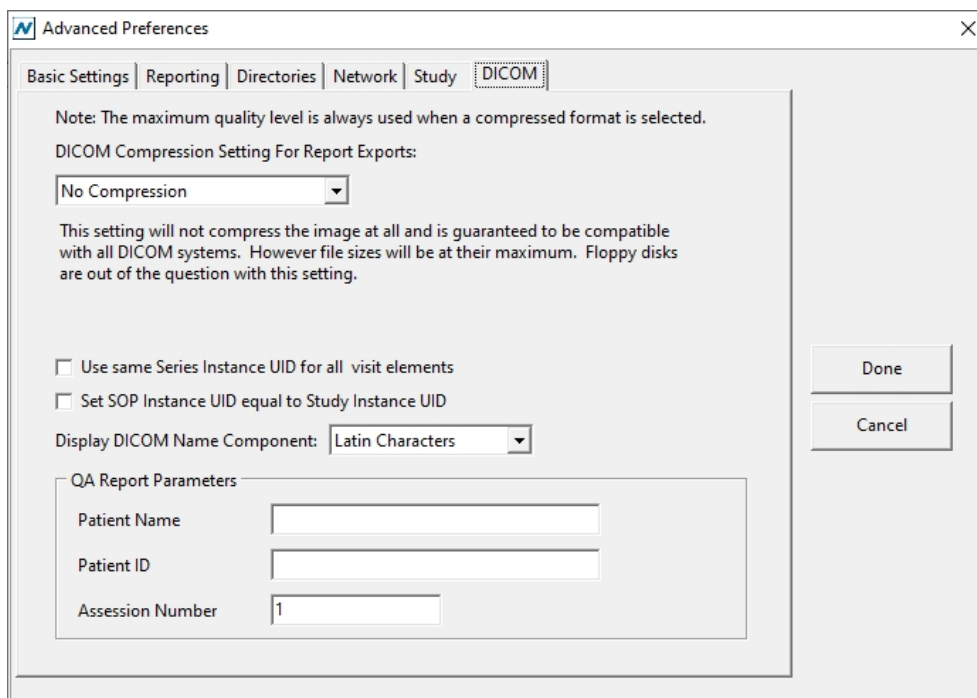 Advanced Preferences
Basic Settings Reporting Directories Network Study DICOM
Note: The maximum quality level is always used when a compressed format is selected.
DICOM Compression Setting For Report Exports:
No Compression
This setting will not compress the image at all and is guaranteed to be compatible
with all DICOM systems.  However file sizes will be at their maximum.  Floppy disks
are out of the question with this setting.
Use same Series Instance UID for all  visit elements
Set SOP Instance UID equal to Study Instance UID
Display DICOM Name Component: Latin Characters
Done
Cancel
QA Report Parameters
Patient Name
Patient ID
Assession Number 1